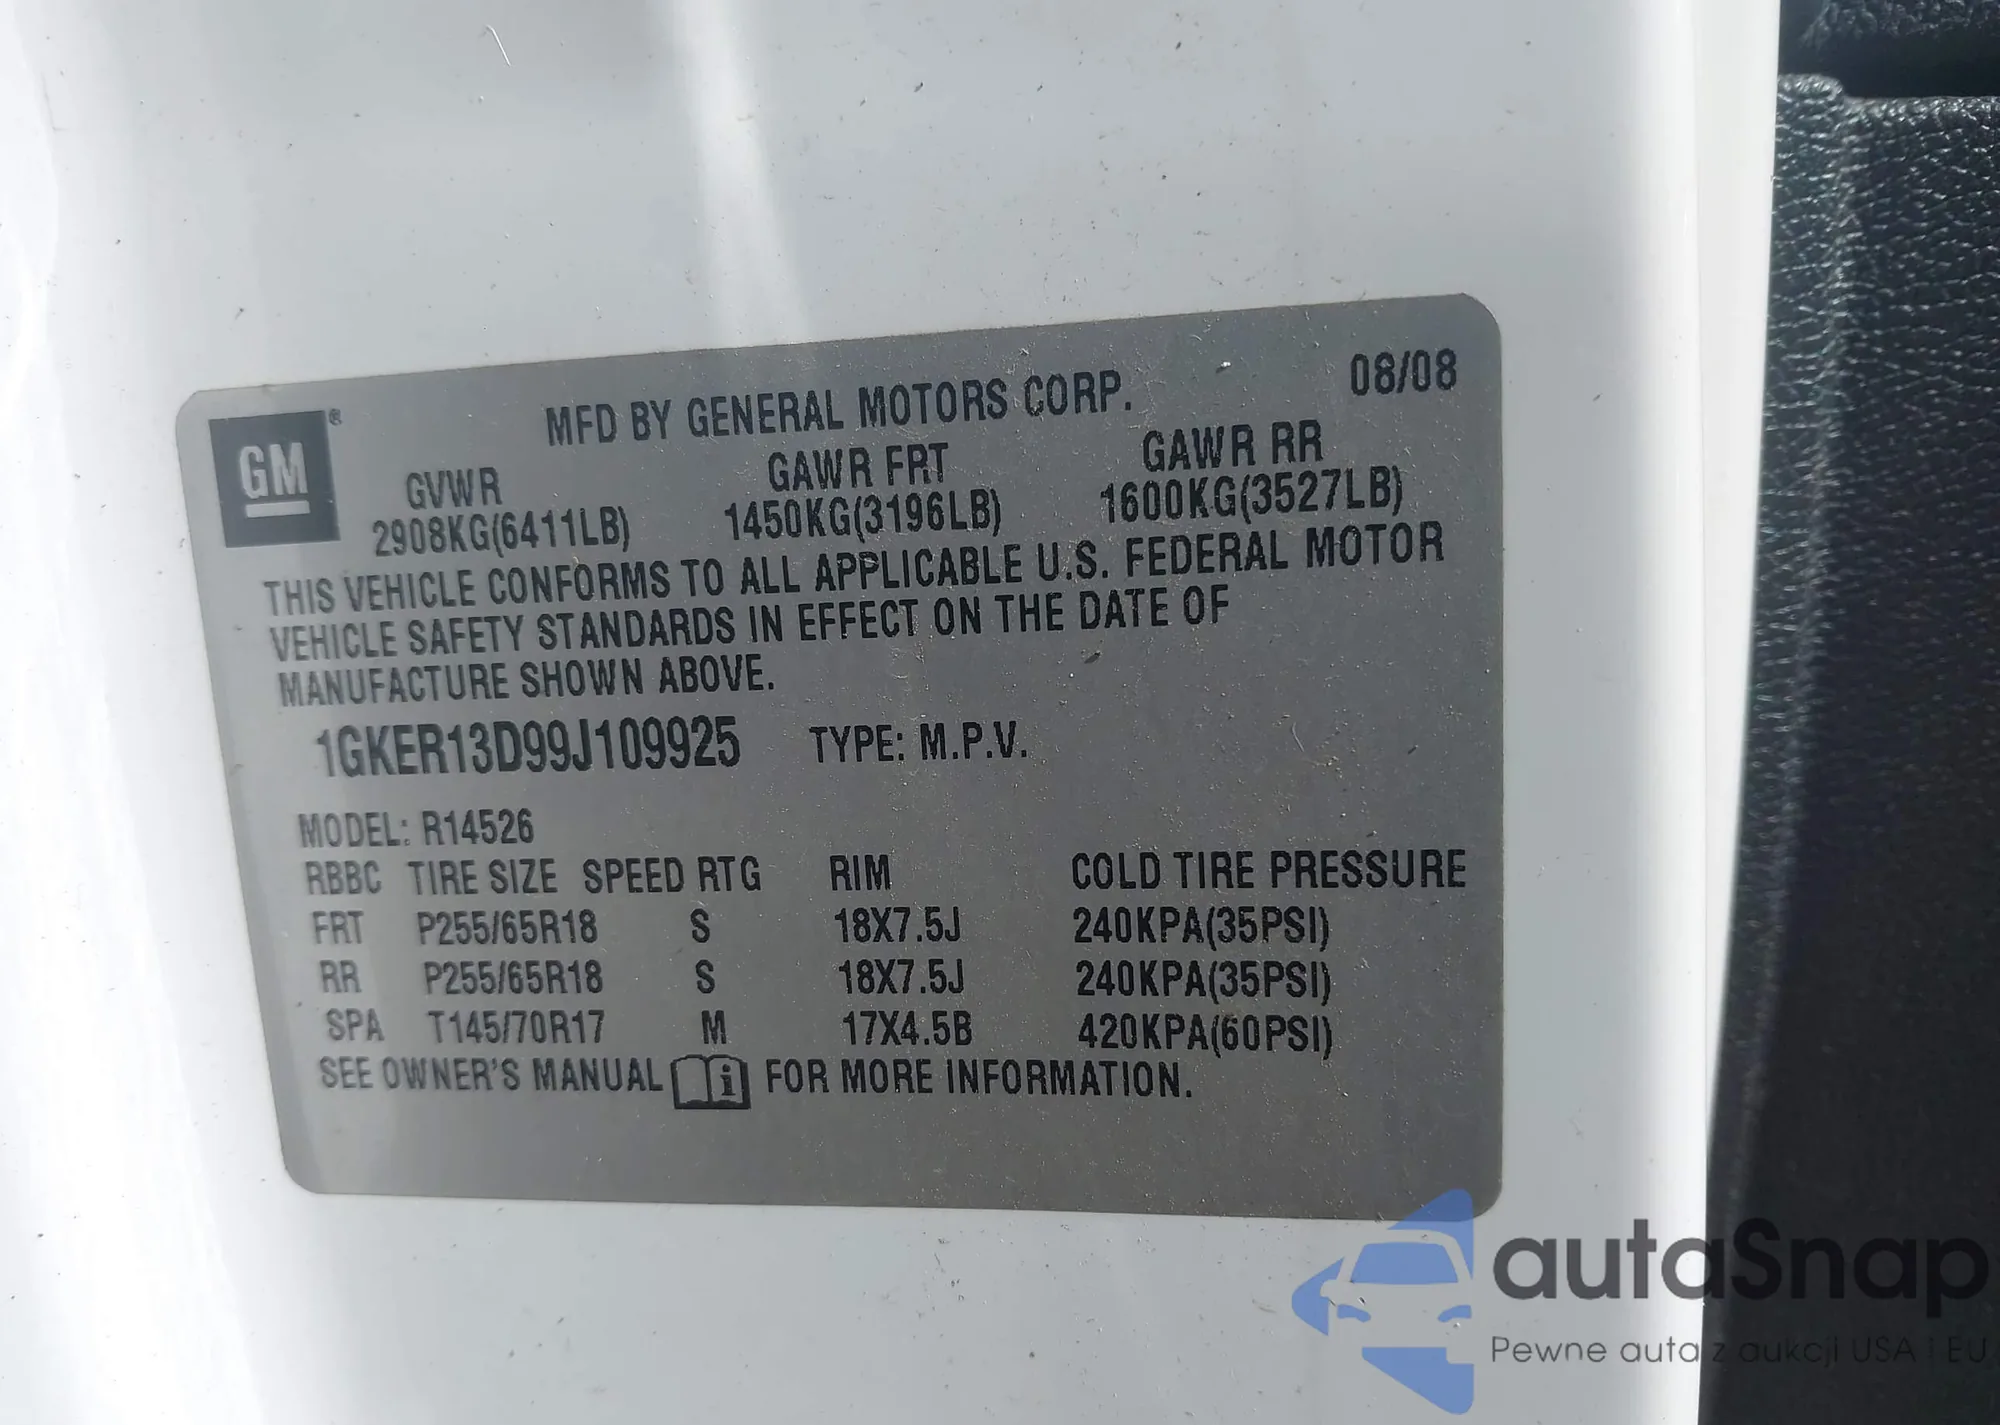 MFD BY GENERAL MOTORS CORP. 08/08
GM®
GVWR GAWR FRT GAWR RR
2908KG(6411LB) 1450KG(3196LB) 1600KG(3527LB)
THIS VEHICLE CONFORMS TO ALL APPLICABLE U.S. FEDERAL MOTOR
VEHICLE SAFETY STANDARDS IN EFFECT ON THE DATE OF
MANUFACTURE SHOWN ABOVE.
1GKER13D99J109925 TYPE: M.P.V.
MODEL: R14526
RBBC TIRE SIZE SPEED RTG RIM COLD TIRE PRESSURE
FRT P255/65R18 S 18X7.5J 240KPA(35PSI)
RR P255/65R18 S 18X7.5J 240KPA(35PSI)
SPA T145/70R17 M 17X4.5B 420KPA(60PSI)
SEE OWNER'S MANUAL i FOR MORE INFORMATION.
autaSnap
Pewne auta z aukcji USA i EU